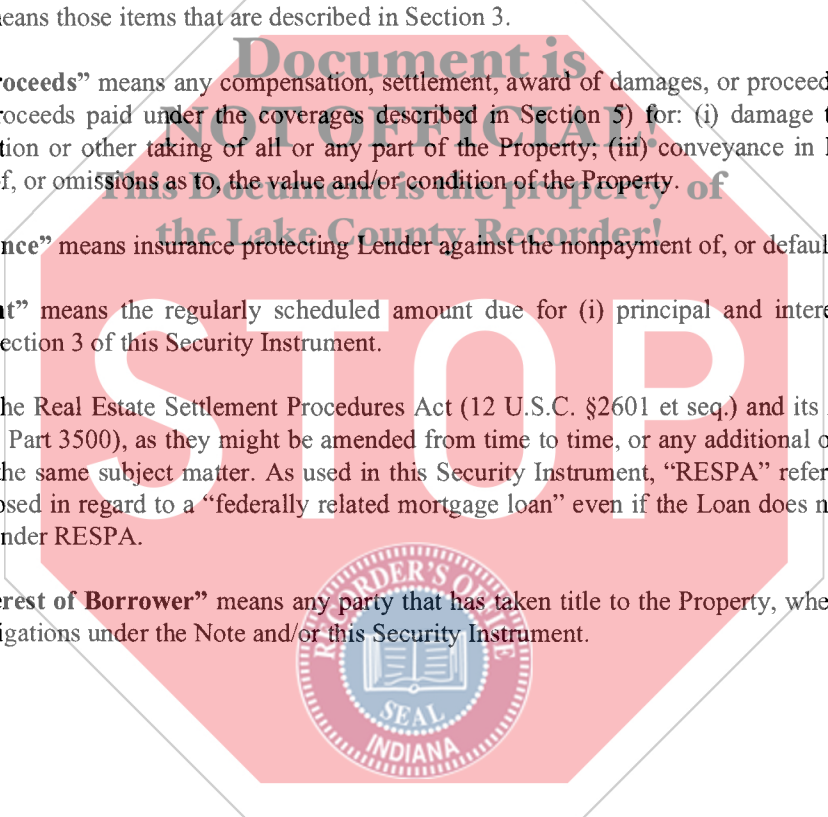 eans those items that are described in Section 3.
Document is
roceeds” means any compensation, settlement, award of damages, or proceed
roceeds paid under the coverages described in Section 5) for: (i) damage t
NOT OFFICIAL!
tion or other taking of all or any part of the Property; (iii) conveyance in
f, or omissions as to, the value and/or condition of the Property.
This Document is the property of
the Lake County Recorder!
nce” means insurance protecting Lender against the nonpayment of, or defaul
t” means the regularly scheduled amount due for (i) principal and intere
ection 3 of this Security Instrument.
STOP
he Real Estate Settlement Procedures Act (12 U.S.C. §2601 et seq.) and its
Part 3500), as they might be amended from time to time, or any additional o
he same subject matter. As used in this Security Instrument, “RESPA” refer
osed in regard to a “federally related mortgage loan” even if the Loan does n
nder RESPA.
erest of Borrower” means any party that has taken title to the Property, whe
igations under the Note and/or this Security Instrument.
RECORDER'S OFFICE
SEAL
INDIANA